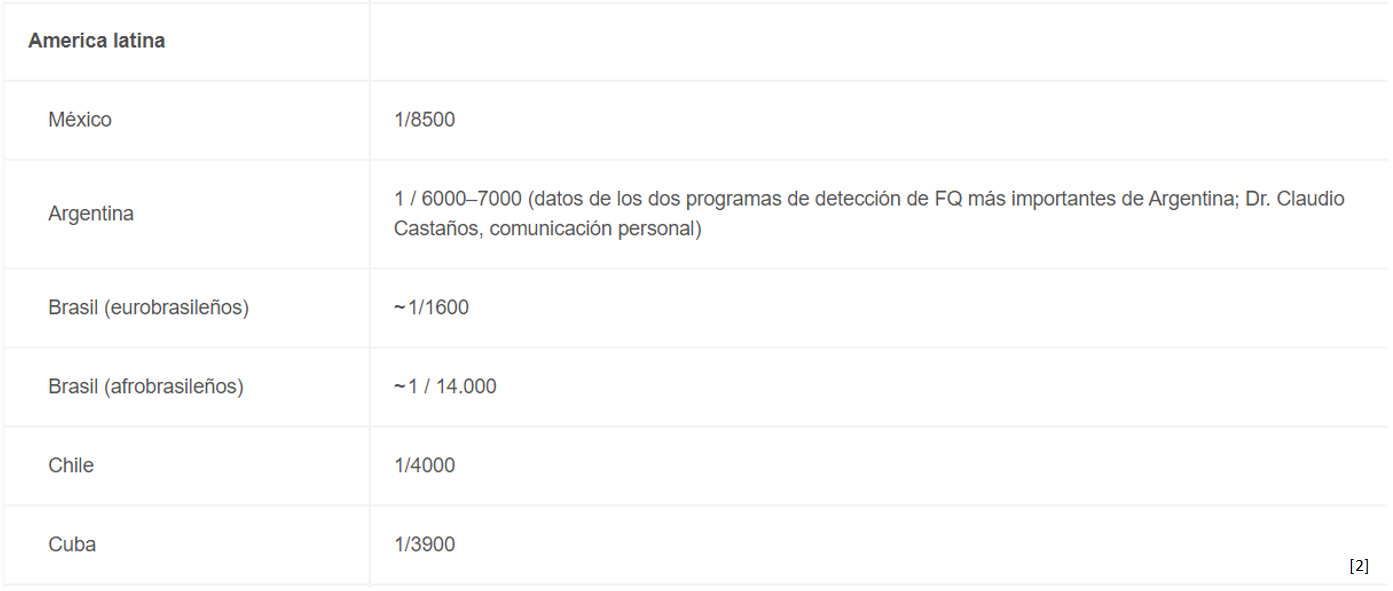 America latina
México
1/8500
Argentina
1 / 6000–7000 (datos de los dos programas de detección de FQ más importantes de Argentina; Dr. Claudio
Castaños, comunicación personal)
Brasil (eurobrasileños)
~1/1600
Brasil (afrobrasileños)
~1 / 14.000
Chile
1/4000
Cuba
1/3900
[2]